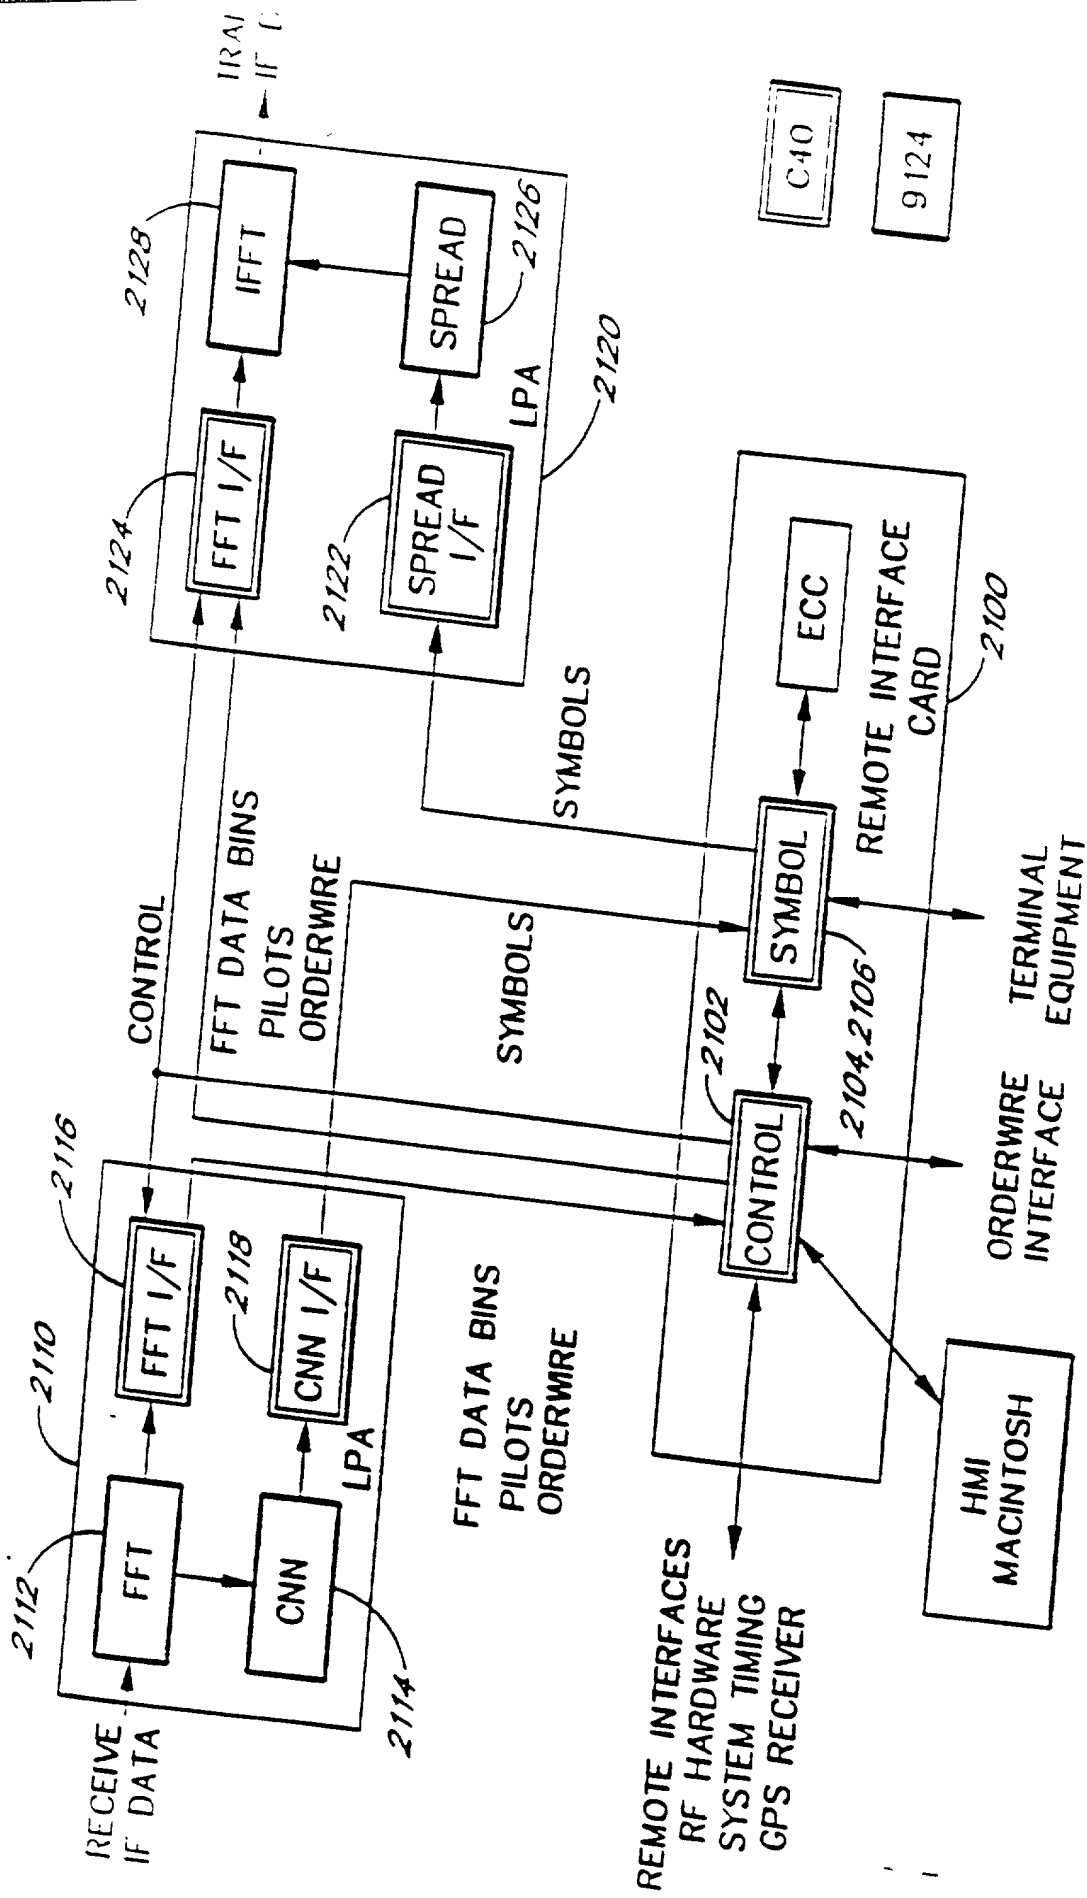 RECEIVE
IF DATA
2112
FFT
2110
2116
FFT I/F
CNN
2114
2118
CNN I/F
LPA
CONTROL
FFT DATA BINS
PILOTS
ORDERWIRE
2124
FFT I/F
2128
IFFT
IF
2122
SPREAD
I/F
SPREAD
2126
LPA
2120
FFT DATA BINS
PILOTS
ORDERWIRE
SYMBOLS
SYMBOLS
REMOTE INTERFACES
RF HARDWARE
SYSTEM TIMING
GPS RECEIVER
CONTROL
2102
SYMBOL
2104,2106
ECC
REMOTE INTERFACE
CARD
2100
HMI
MACINTOSH
ORDERWIRE
INTERFACE
TERMINAL
EQUIPMENT
C40
9124